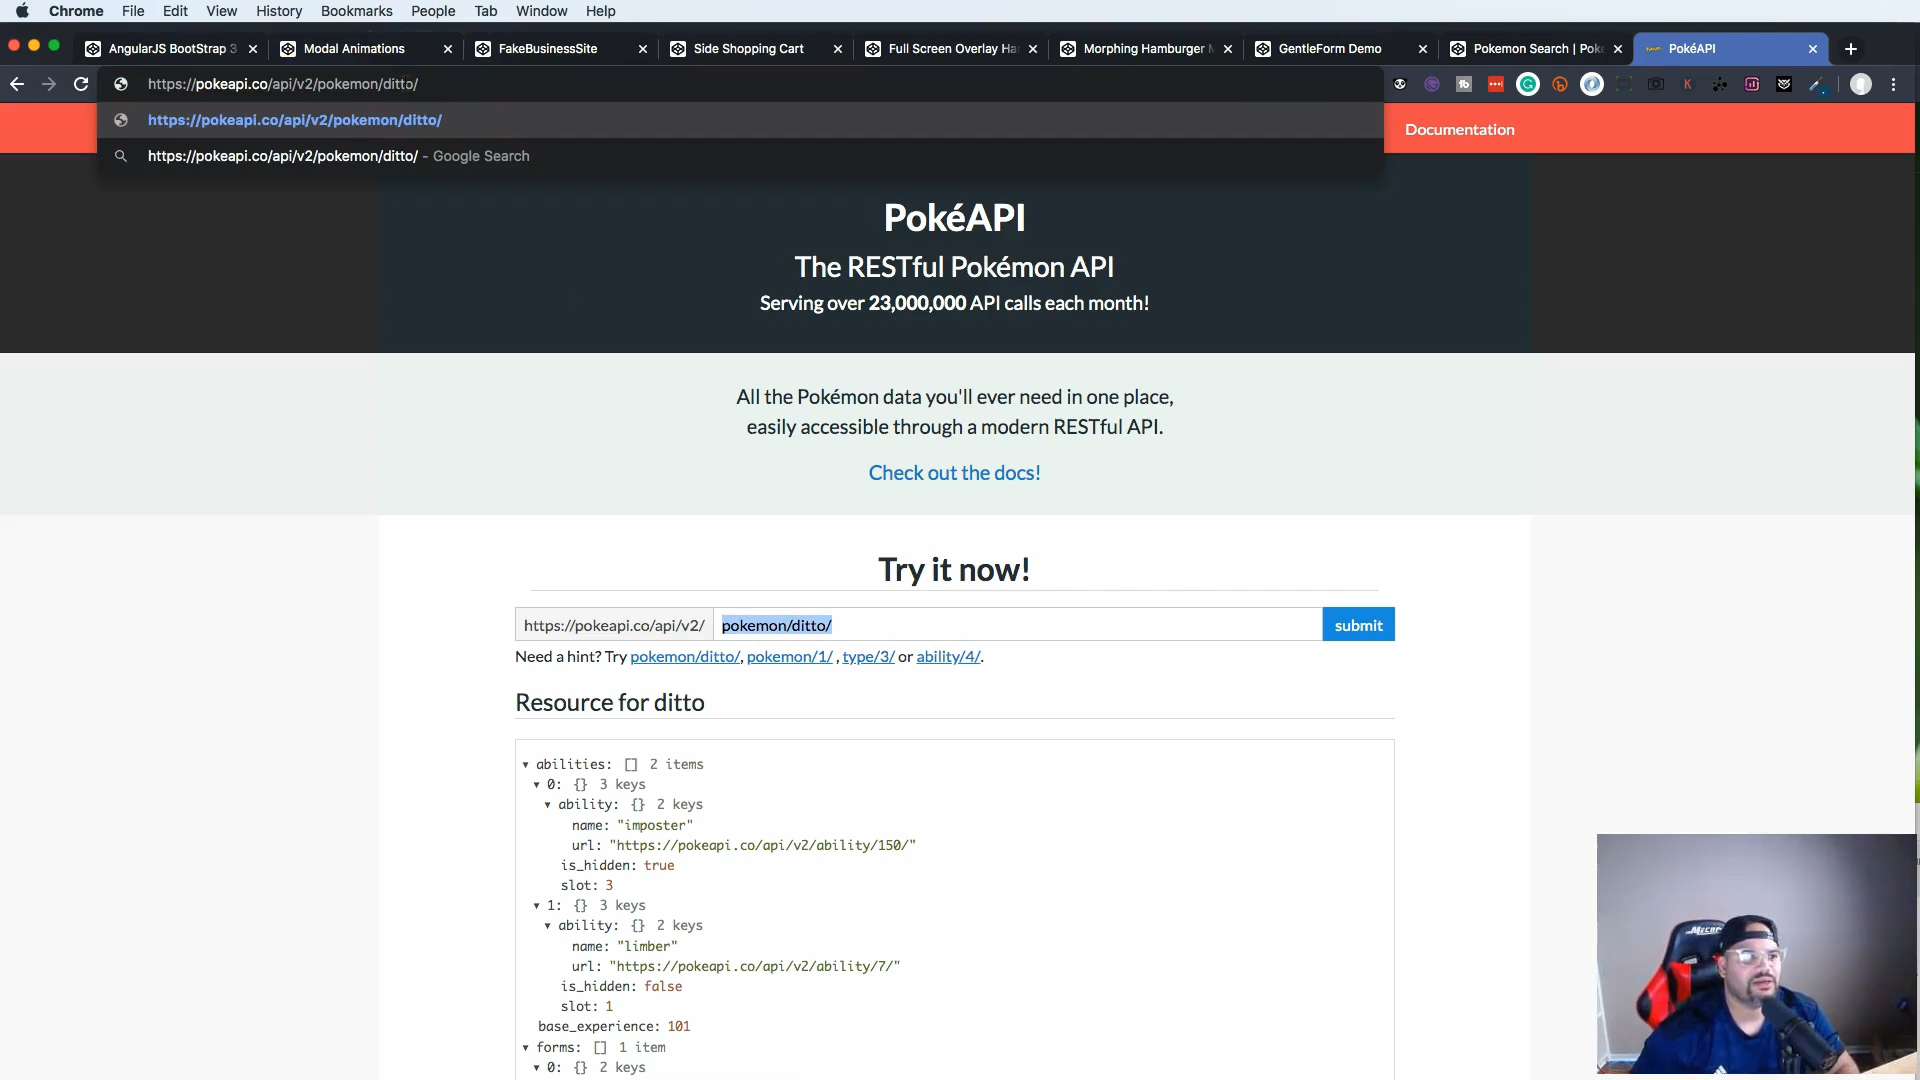 Chrome File Edit View History Bookmarks People Tab Window Help
AngularJS BootStrap 3 Modal Animations FakeBusinessSite Side Shopping Cart Full Screen Overlay Ha Morphing Hamburger M GentleForm Demo Pokemon Search | Poke PokéAPI
https://pokeapi.co/api/v2/pokemon/ditto/
https://pokeapi.co/api/v2/pokemon/ditto/
https://pokeapi.co/api/v2/pokemon/ditto/ - Google Search
Documentation
PokéAPI
The RESTful Pokémon API
Serving over 23,000,000 API calls each month!
All the Pokémon data you'll ever need in one place,
easily accessible through a modern RESTful API.
Check out the docs!
Try it now!
https://pokeapi.co/api/v2/ pokemon/ditto/ submit
Need a hint? Try pokemon/ditto/, pokemon/1/ , type/3/ or ability/4/.
Resource for ditto
abilities: [] 2 items
0: {} 3 keys
ability: {} 2 keys
name: "imposter"
url: "https://pokeapi.co/api/v2/ability/150/"
is_hidden: true
slot: 3
1: {} 3 keys
ability: {} 2 keys
name: "limber"
url: "https://pokeapi.co/api/v2/ability/7/"
is_hidden: false
slot: 1
base_experience: 101
forms: [] 1 item
0: {} 2 keys